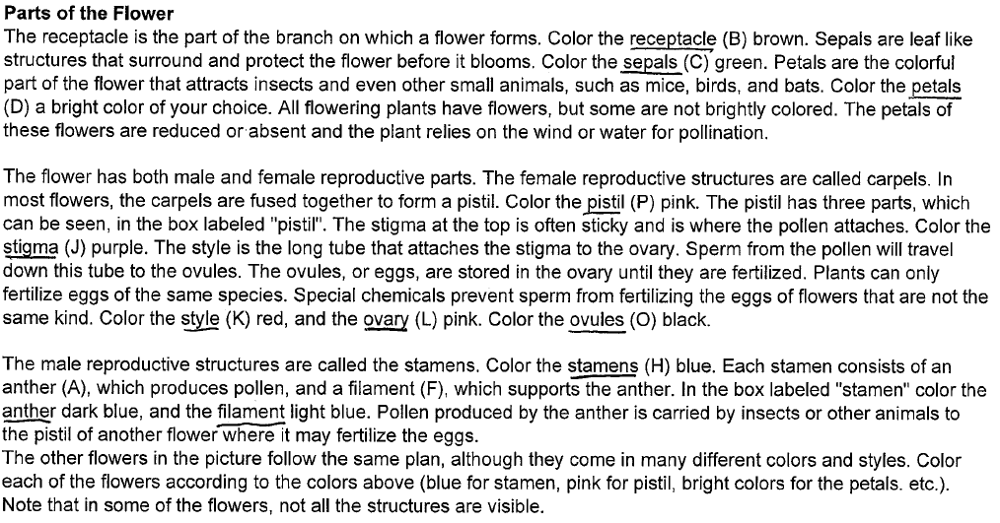 Parts of the Flower
The receptacle is the part of the branch on which a flower forms. Color the receptacle (B) brown. Sepals are leaf like
structures that surround and protect the flower before it blooms. Color the sepals (C) green. Petals are the colorful
part of the flower that attracts insects and even other small animals, such as mice, birds, and bats. Color the petals
(D) a bright color of your choice. All flowering plants have flowers, but some are not brightly colored. The petals of
these flowers are reduced or absent and the plant relies on the wind or water for pollination.
The flower has both male and female reproductive parts. The female reproductive structures are called carpels. In
most flowers, the carpels are fused together to form a pistil. Color the pistil (P) pink. The pistil has three parts, which
can be seen, in the box labeled "pistil". The stigma at the top is often sticky and is where the pollen attaches. Color the
stigma (J) purple. The style is the long tube that attaches the stigma to the ovary. Sperm from the pollen will travel
down this tube to the ovules. The ovules, or eggs, are stored in the ovary until they are fertilized. Plants can only
fertilize eggs of the same species. Special chemicals prevent sperm from fertilizing the eggs of flowers that are not the
same kind. Color the style (K) red, and the ovary (L) pink. Color the ovules (O) black.
The male reproductive structures are called the stamens. Color the stamens (H) blue. Each stamen consists of an
anther (A), which produces pollen, and a filament (F), which supports the anther. In the box labeled "stamen" color the
anther dark blue, and the filament light blue. Pollen produced by the anther is carried by insects or other animals to
the pistil of another flower where it may fertilize the eggs.
The other flowers in the picture follow the same plan, although they come in many different colors and styles. Color
each of the flowers according to the colors above (blue for stamen, pink for pistil, bright colors for the petals. etc.).
Note that in some of the flowers, not all the structures are visible.